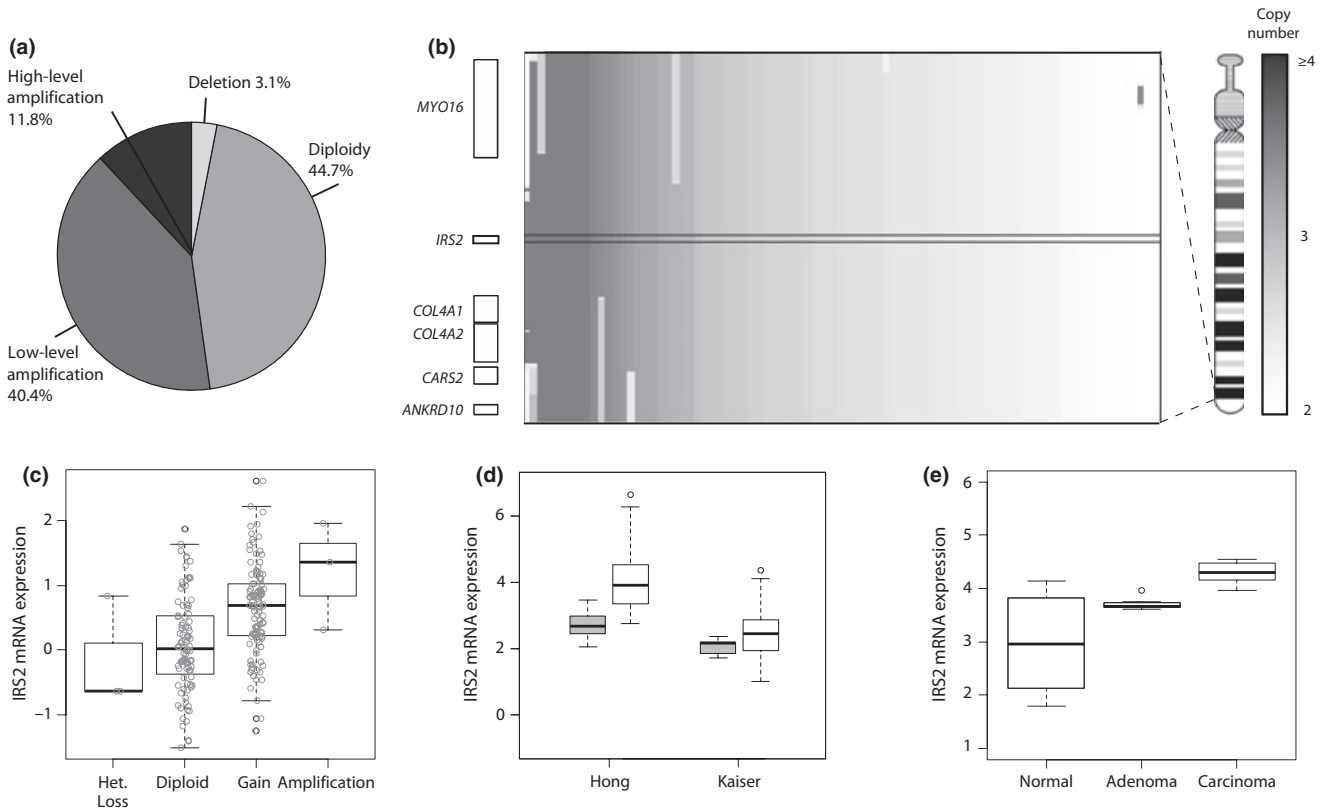 (a)
High-level
amplification
11.8%
Deletion 3.1%
Diploidy
44.7%
Low-level
amplification
40.4%
(b)
MYO16
IRS2
COL4A1
COL4A2
CARS2
ANKRD10
Copy
number
≥4
3
2
(c)
IRS2 mRNA expression
2
1
0
−1
Het.
Loss
Diploid
Gain
Amplification
(d)
IRS2 mRNA expression
6
4
2
0
Hong
Kaiser
(e)
IRS2 mRNA expression
6
5
4
3
2
1
Normal
Adenoma
Carcinoma